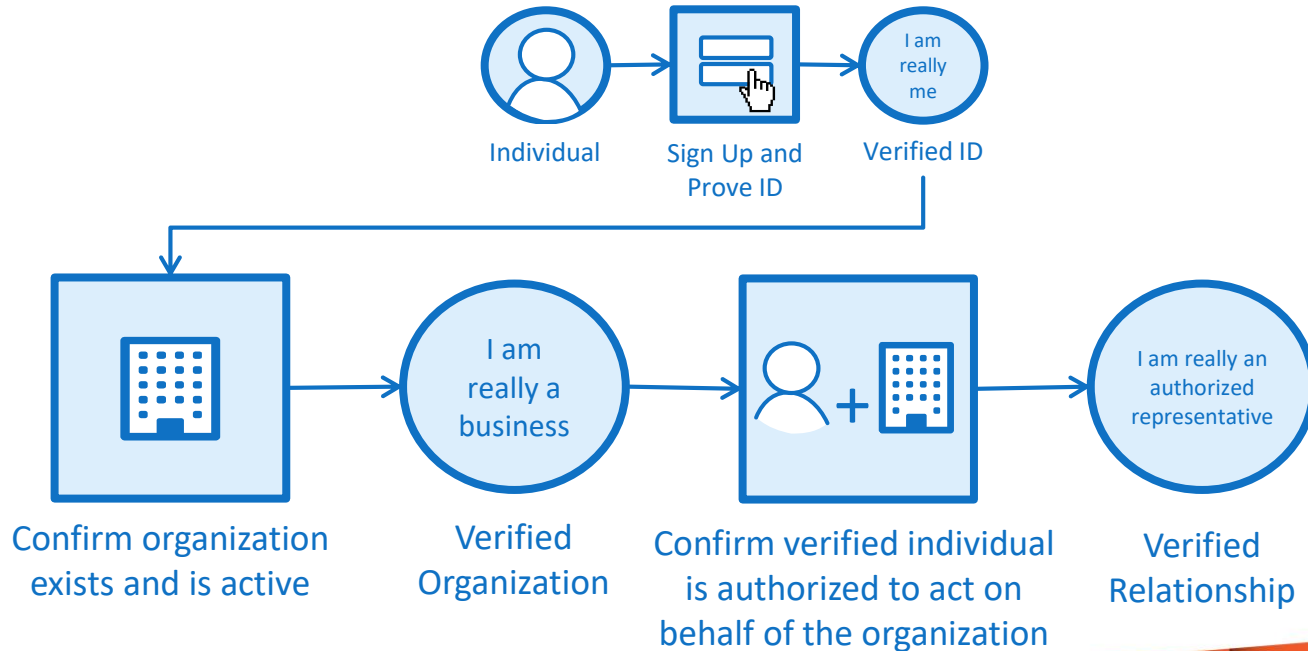 I am
really
me
Individual
Sign Up and
Prove ID
Verified ID
I am
really a
business
I am really an
authorized
representative
Confirm organization
exists and is active
Verified
Organization
Confirm verified individual
is authorized to act on
behalf of the organization
Verified
Relationship